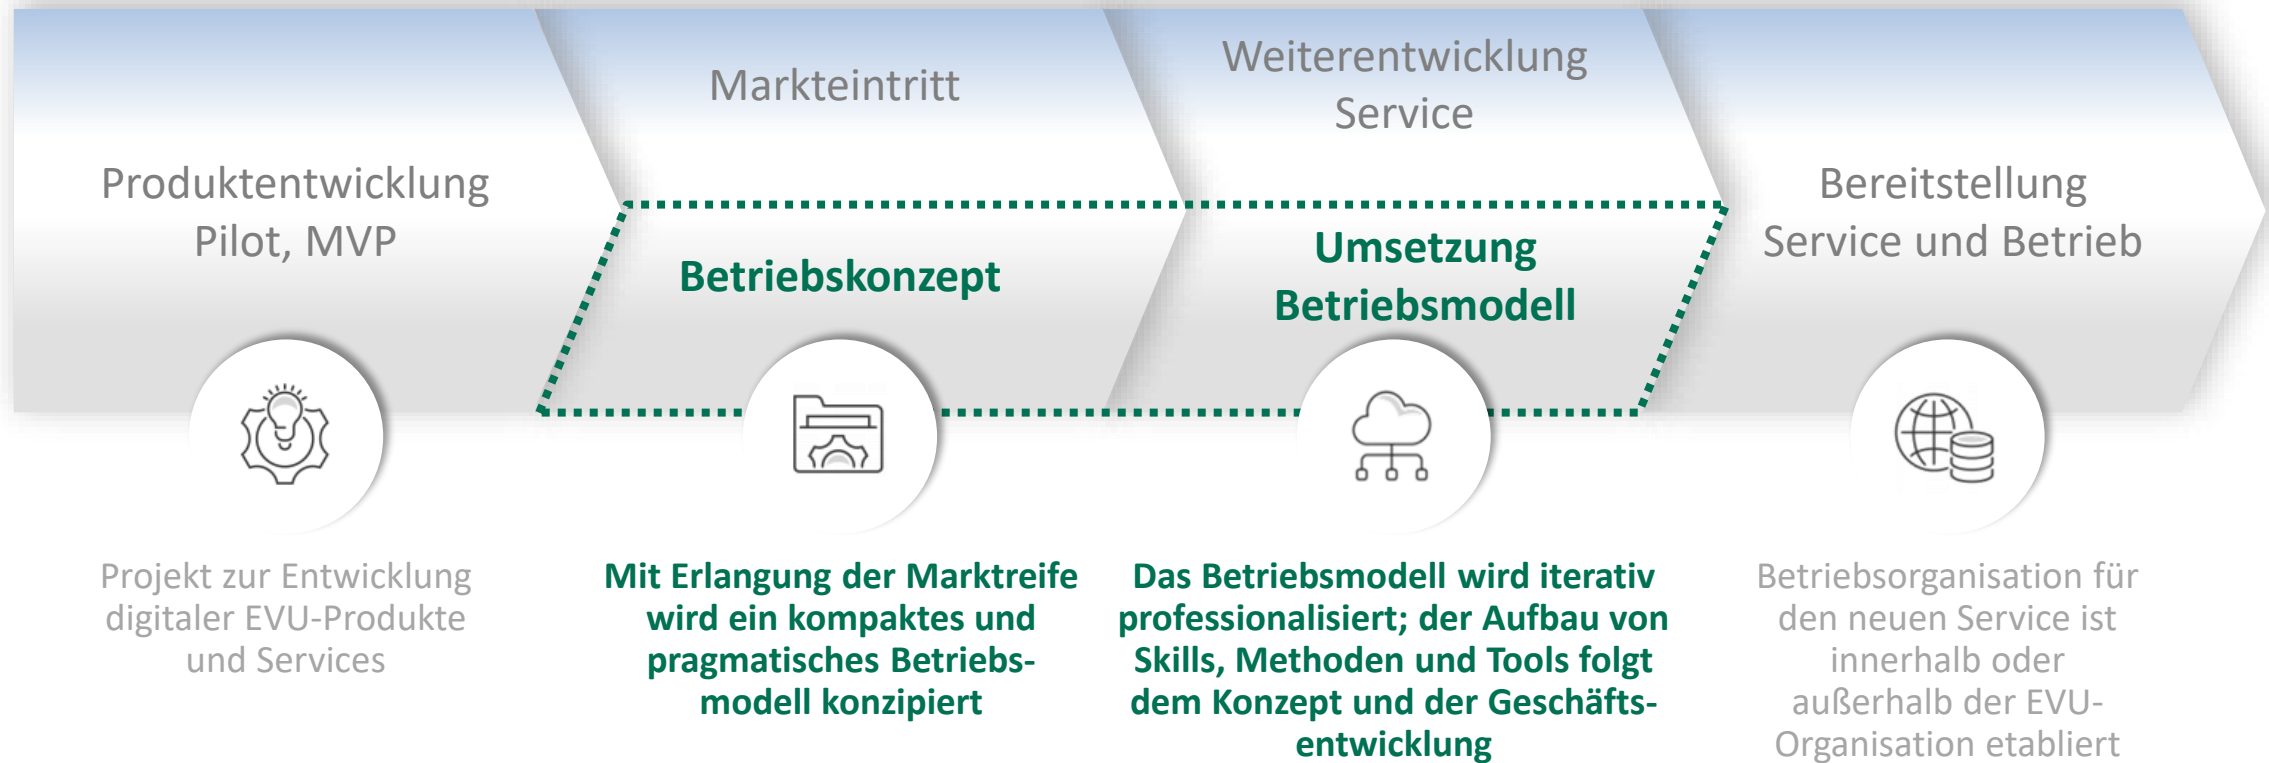 Produktentwicklung
Pilot, MVP
Markteintritt
Betriebskonzept
Weiterentwicklung
Service
Umsetzung
Betriebsmodell
Bereitstellung
Service und Betrieb
Projekt zur Entwicklung
digitaler EVU-Produkte
und Services
Mit Erlangung der Marktreife
wird ein kompaktes und
pragmatisches Betriebs-
modell konzipiert
Das Betriebsmodell wird iterativ
professionalisiert; der Aufbau von
Skills, Methoden und Tools folgt
dem Konzept und der Geschäfts-
entwicklung
Betriebsorganisation für
den neuen Service ist
innerhalb oder
außerhalb der EVU-
Organisation etabliert